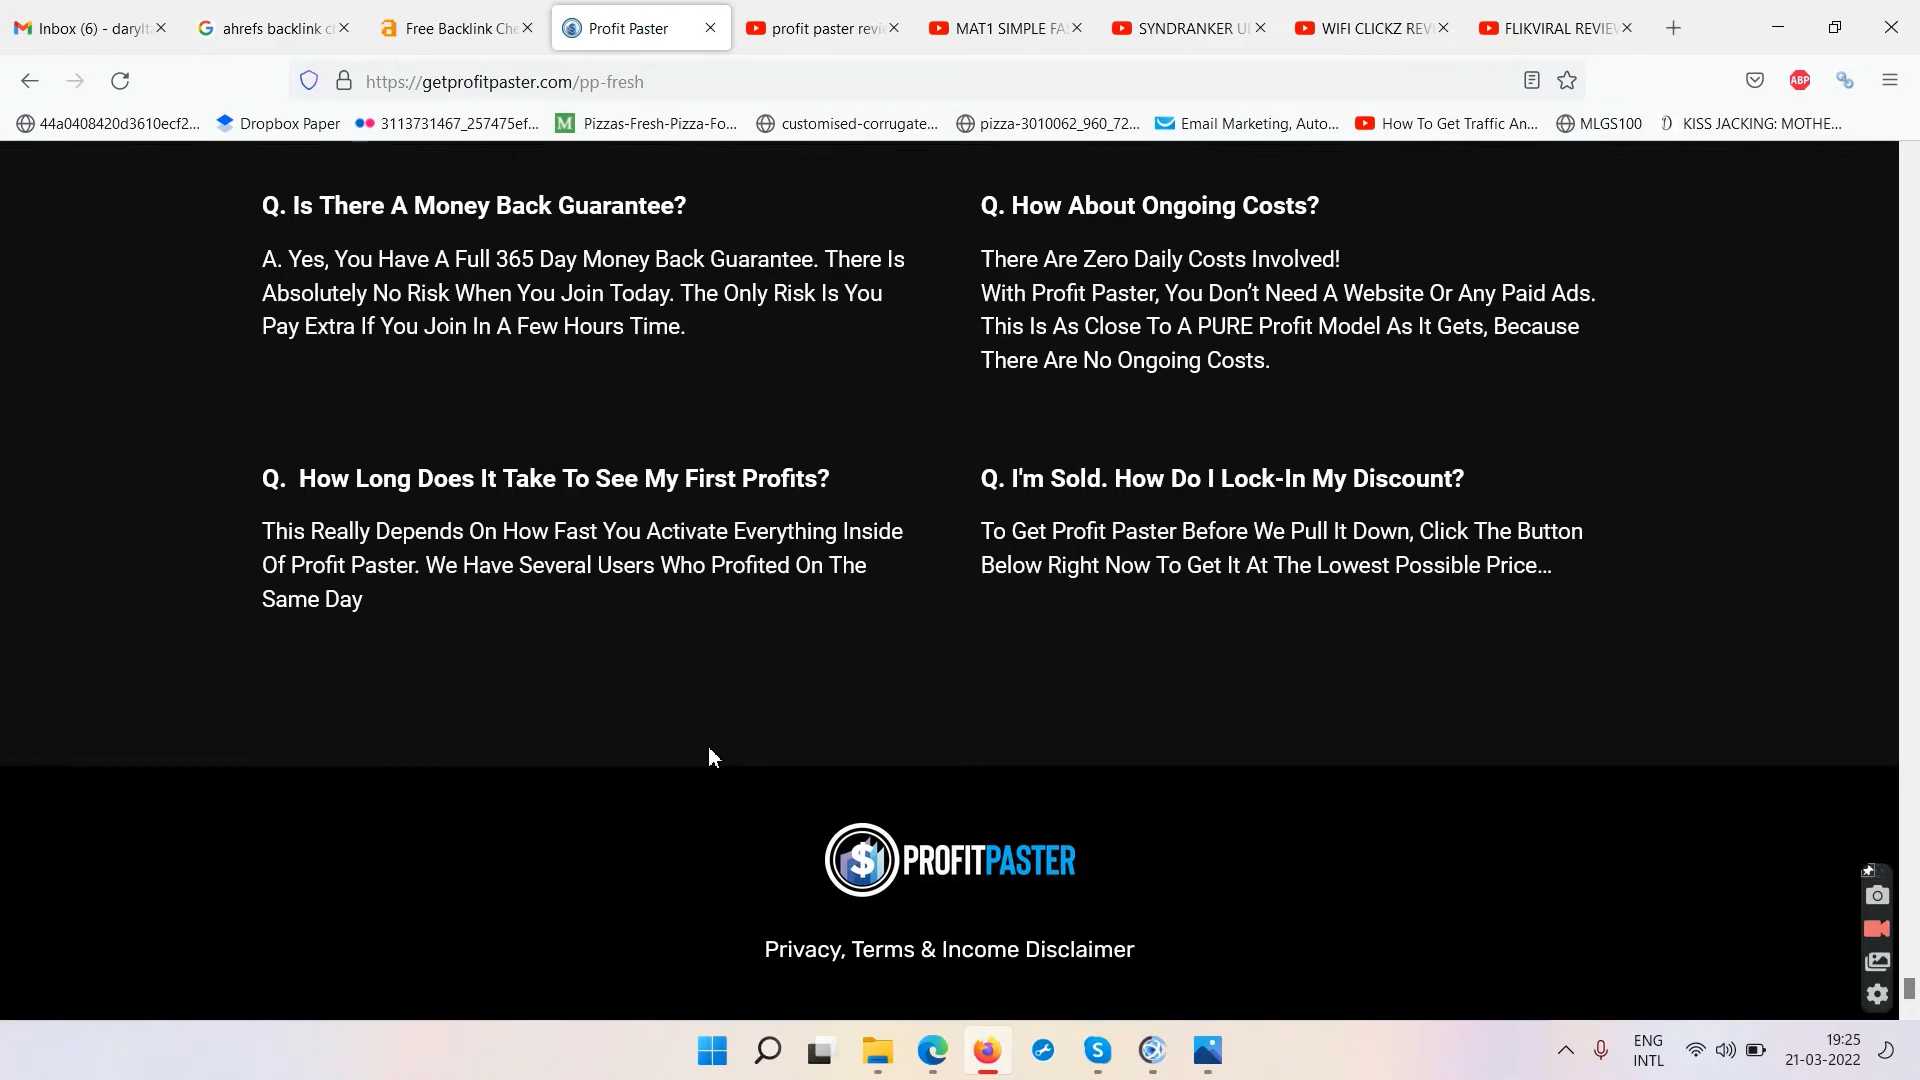 Inbox (6) - darylt
ahrefs backlink c
Free Backlink Che
Profit Paster
profit paster revi
MAT1 SIMPLE FA
SYNDRANKER U
WIFI CLICKZ REV
FLIKVIRAL REVIE
https://getprofitpaster.com/pp-fresh
ABP
44a0408420d3610ecf2...
Dropbox Paper
3113731467_257475ef...
M
Pizzas-Fresh-Pizza-Fo...
customised-corrugate...
pizza-3010062_960_72...
Email Marketing, Auto...
How To Get Traffic An...
MLGS100
KISS JACKING: MOTHE...
Q. Is There A Money Back Guarantee?
A. Yes, You Have A Full 365 Day Money Back Guarantee. There Is
Absolutely No Risk When You Join Today. The Only Risk Is You
Pay Extra If You Join In A Few Hours Time.
Q. How About Ongoing Costs?
There Are Zero Daily Costs Involved!
With Profit Paster, You Don’t Need A Website Or Any Paid Ads.
This Is As Close To A PURE Profit Model As It Gets, Because
There Are No Ongoing Costs.
Q. How Long Does It Take To See My First Profits?
This Really Depends On How Fast You Activate Everything Inside
Of Profit Paster. We Have Several Users Who Profited On The
Same Day
Q. I'm Sold. How Do I Lock-In My Discount?
To Get Profit Paster Before We Pull It Down, Click The Button
Below Right Now To Get It At The Lowest Possible Price...
$ PROFITPASTER
Privacy, Terms & Income Disclaimer
ENG
INTL
19:25
21-03-2022